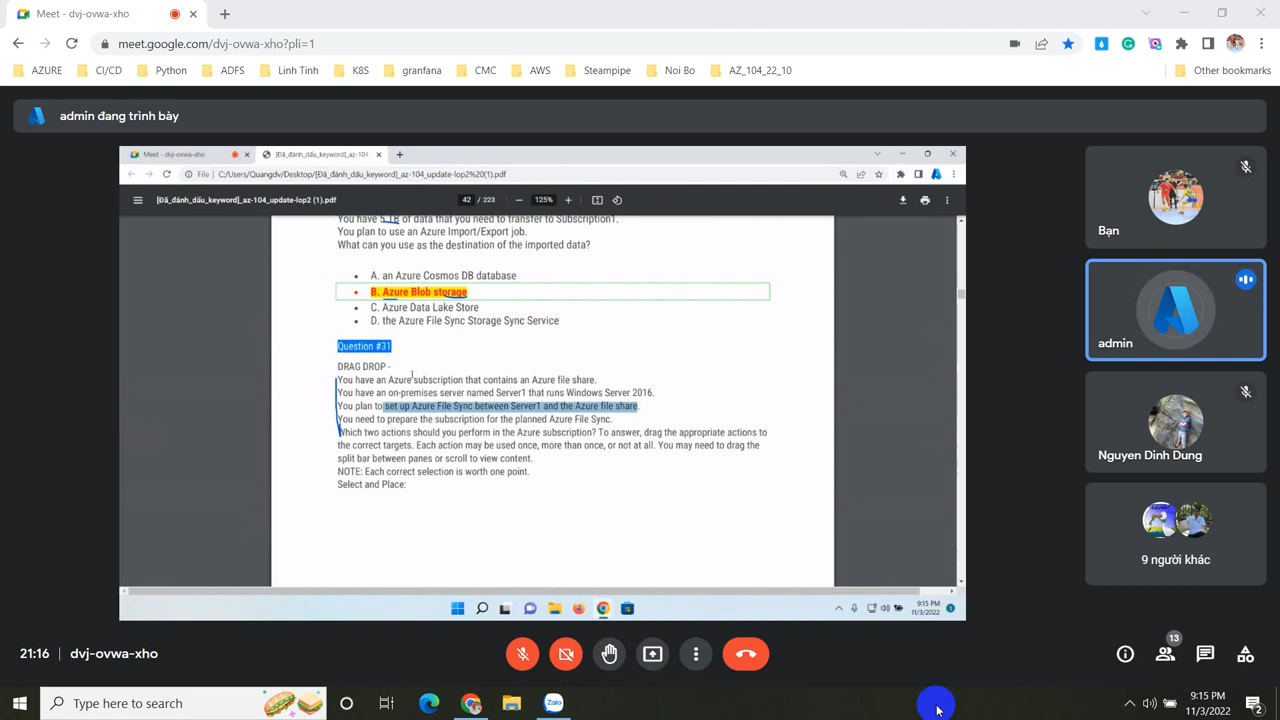 Meet - dvj-ovwa-xho
meet.google.com/dvj-ovwa-xho?pli=1
AZURE CI/CD Python ADFS Linh Tinh K8S granfana CMC AWS Steampipe Noi Bo AZ_104_22_10 Other bookmarks
admin đang trình bày
Meet - dvj-ovwa-xho [Đã_đánh_dấu_keyword]_az-104
File | C:/Users/Quangdv/Desktop/[Đã_đánh_dấu_keyword]_az-104_update-lop2%20(1).pdf
[Đã_đánh_dấu_keyword]_az-104_update-lop2 (1).pdf 42 / 223 125%
You have 5 TB of data that you need to transfer to Subscription1.
You plan to use an Azure Import/Export job.
What can you use as the destination of the imported data?
• A. an Azure Cosmos DB database
• B. Azure Blob storage
• C. Azure Data Lake Store
• D. the Azure File Sync Storage Sync Service
Question #31
DRAG DROP -
You have an Azure subscription that contains an Azure file share.
You have an on-premises server named Server1 that runs Windows Server 2016.
You plan to set up Azure File Sync between Server1 and the Azure file share.
You need to prepare the subscription for the planned Azure File Sync.
Which two actions should you perform in the Azure subscription? To answer, drag the appropriate actions to
the correct targets. Each action may be used once, more than once, or not at all. You may need to drag the
split bar between panes or scroll to view content.
NOTE: Each correct selection is worth one point.
Select and Place:
9:15 PM
11/3/2022
1
Bạn
admin
Nguyen Dinh Dung
9 người khác
21:16 | dvj-ovwa-xho
13
Type here to search
Zalo
9:15 PM
11/3/2022
2